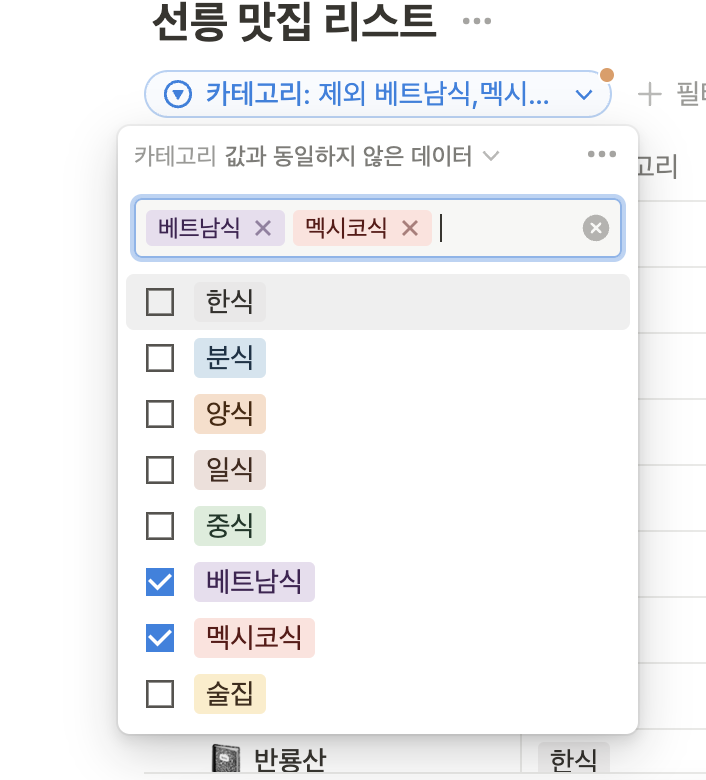 선릉 맛집 리스트 •••
카테고리: 제외 베트남식,멕시... + 필터
카테고리 값과 동일하지 않은 데이터 •••
고리
베트남식 × 멕시코식 ×
한식
분식
양식
일식
중식
베트남식
멕시코식
술집
반룡산 한식